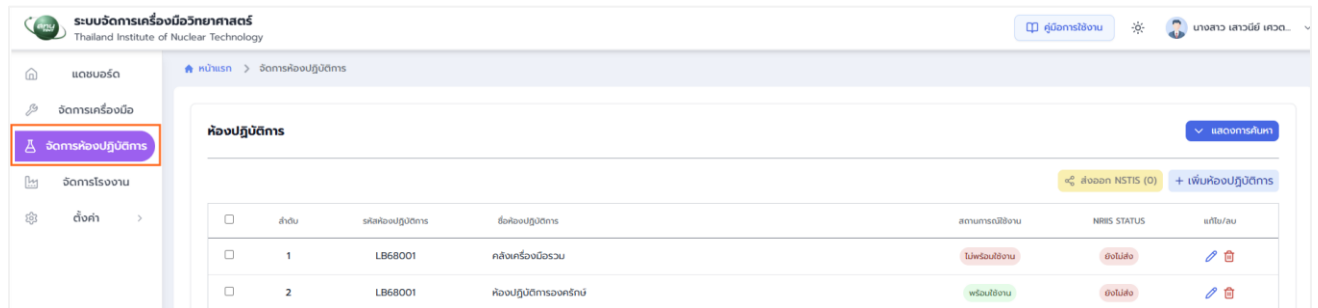 ระบบจัดการเครื่องมือวิทยาศาสตร์
Thailand Institute of Nuclear Technology
คู่มือการใช้งาน
นางสาว เสาวนีย์ เศวต...
แดชบอร์ด
หน้าแรก > จัดการห้องปฏิบัติการ
จัดการเครื่องมือ
ห้องปฏิบัติการ
แสดงการค้นหา
จัดการห้องปฏิบัติการ
จัดการโรงงาน
ส่งออก NSTIS (0)
+ เพิ่มห้องปฏิบัติการ
ตั้งค่า >
ลำดับ รหัสห้องปฏิบัติการ ชื่อห้องปฏิบัติการ สถานการณ์ใช้งาน NRIIS STATUS แก้ไข/ลบ
1 LB68001 คลังเครื่องมือรวม ไม่พร้อมใช้งาน ยังไม่ส่ง
2 LB68001 ห้องปฏิบัติการองครักษ์ พร้อมใช้งาน ยังไม่ส่ง